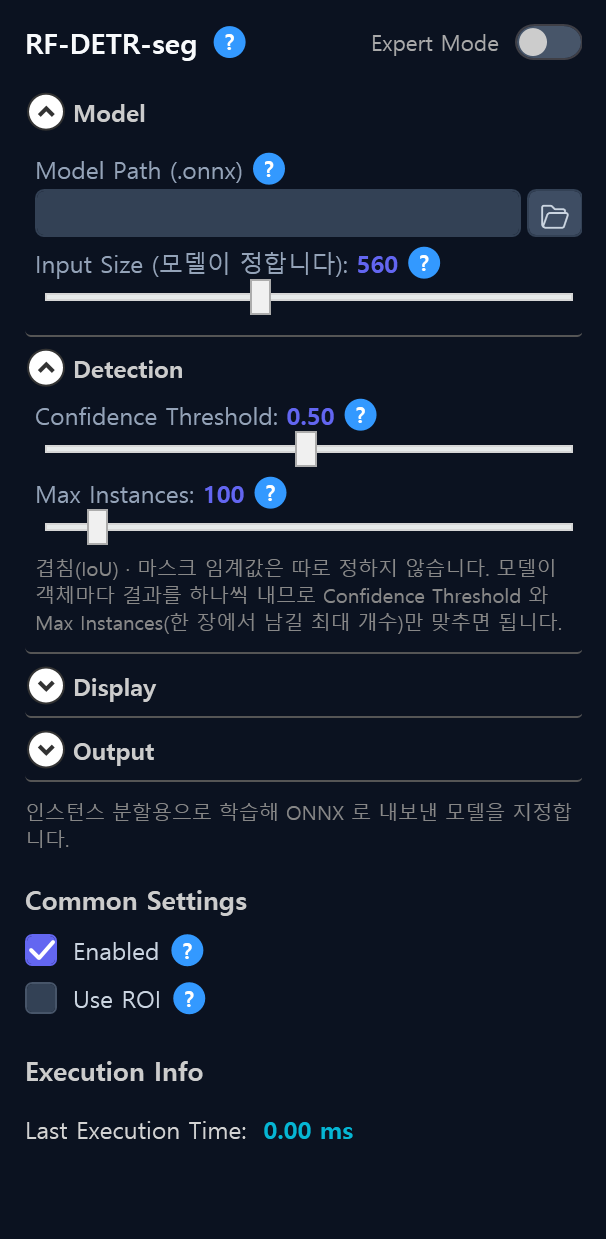 RF-DETR-seg ?
Expert Mode
Model
Model Path (.onnx) ?
Input Size (모델이 정합니다): 560 ?
Detection
Confidence Threshold: 0.50 ?
Max Instances: 100 ?
겹침(IoU) · 마스크 임계값은 따로 정하지 않습니다. 모델이
객체마다 결과를 하나씩 내므로 Confidence Threshold 와
Max Instances(한 장에서 남길 최대 개수)만 맞추면 됩니다.
Display
Output
인스턴스 분할용으로 학습해 ONNX 로 내보낸 모델을 지정합
니다.
Common Settings
Enabled ?
Use ROI ?
Execution Info
Last Execution Time: 0.00 ms